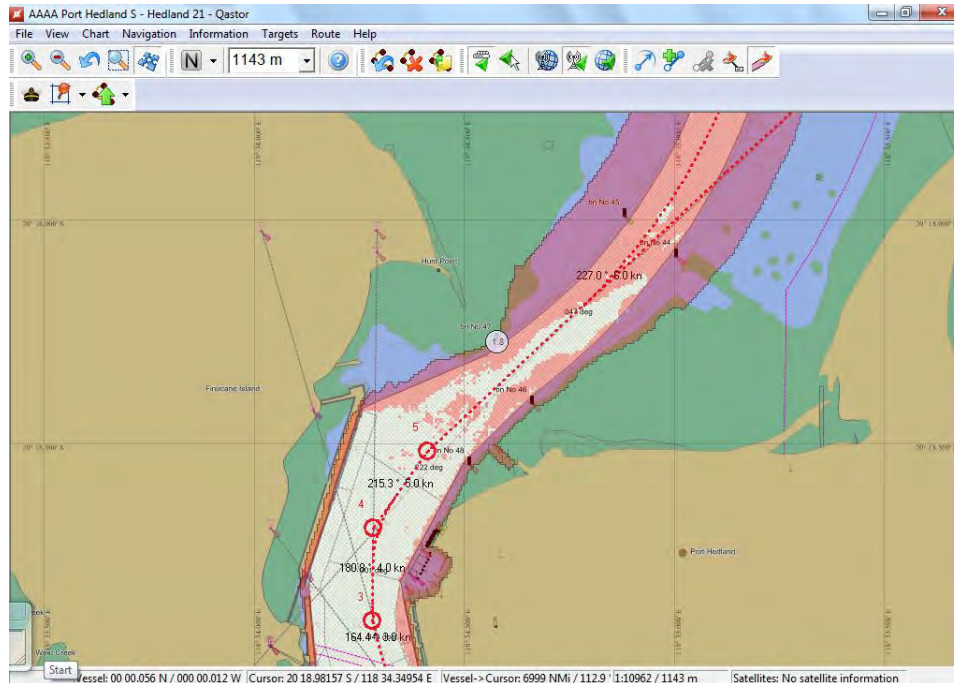 AAAA Port Hedland S - Hedland 21 - Qastor
File View Chart Navigation Information Targets Route Help
N 1143 m
bn No 45
Hunt Point
bn No 44
227.0 ° 6.0 kn
bn No 47
1.8
bn No 46
Finucane Island
5
bn No 48
022 deg
215.3 ° 5.0 kn
4
Port Hedland
180.8 ° 4.0 kn
3
164.4
West Creek
Start
Vessel: 00 00.056 N / 000 00.012 W Cursor: 20 18.98157 S / 118 34.34954 E Vessel->Cursor: 6999 NMi / 112.9 ° 1:10962 / 1143 m Satellites: No satellite information